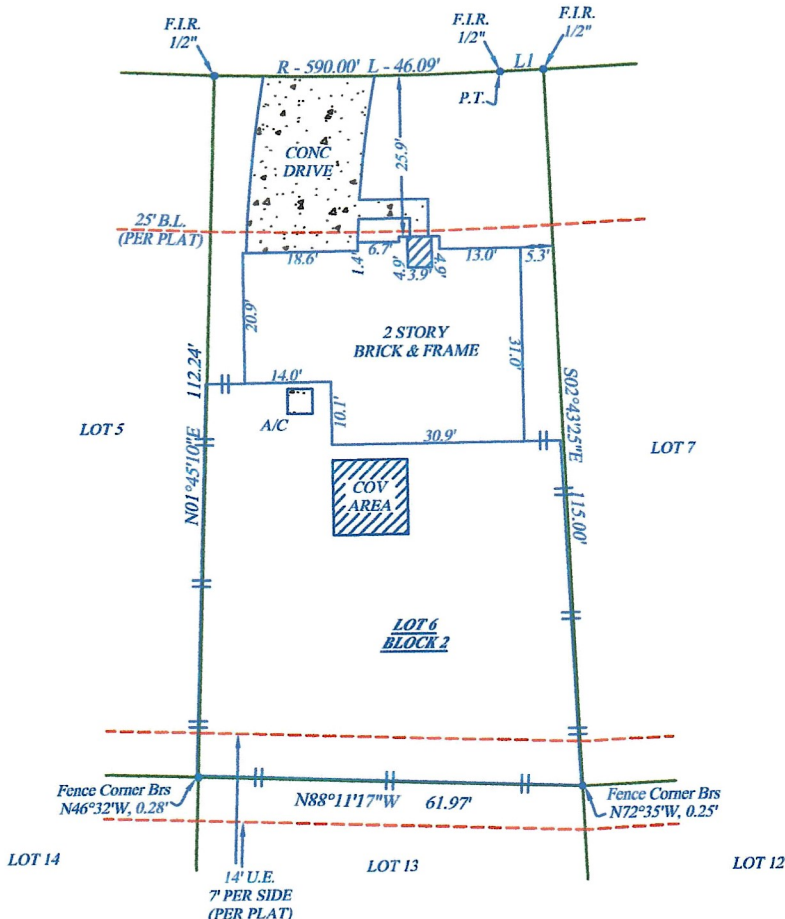 F.I.R.
1/2"
F.I.R.
1/2"
F.I.R.
1/2"
R - 590.00' L - 46.09'
L1
P.T.
CONC
DRIVE
25.9'
25' B.L.
(PER PLAT)
18.6'
1.4'
6.7'
4.9'
3.9'
4.9'
13.0'
5.3'
20.9'
2 STORY
BRICK & FRAME
31.0'
14.0'
A/C
10.1'
30.9'
LOT 5
N01°45'10"E 112.24'
S02°43'25"E 115.00'
LOT 7
COV
AREA
LOT 6
BLOCK 2
Fence Corner Brs
N46°32'W, 0.28'
N88°11'17"W 61.97'
Fence Corner Brs
N72°35'W, 0.25'
LOT 14
LOT 13
LOT 12
14' U.E.
7' PER SIDE
(PER PLAT)